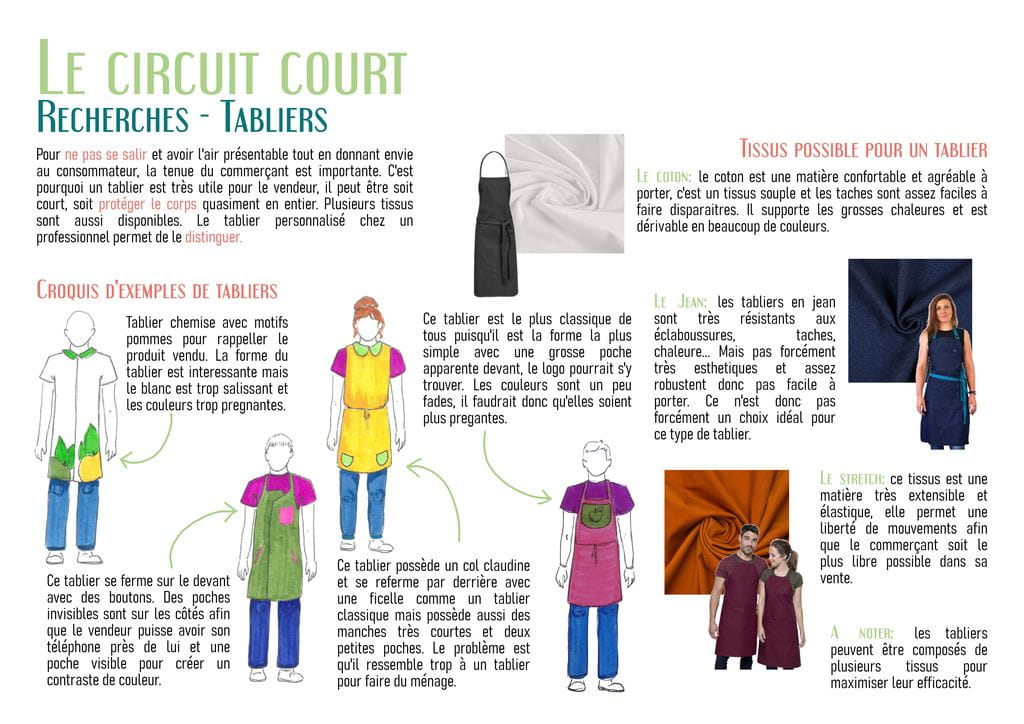 Le circuit court
Recherches - Tabliers
Pour ne pas se salir et avoir l'air présentable tout en donnant envie
au consommateur, la tenue du commerçant est importante. C'est
pourquoi un tablier est très utile pour le vendeur, il peut être soit
court, soit protéger le corps quasiment en entier. Plusieurs tissus
sont aussi disponibles. Le tablier personnalisé chez un
professionnel permet de le distinguer.
Croquis d'exemples de tabliers
Tablier chemise avec motifs
pommes pour rappeller le
produit vendu. La forme du
tablier est interessante mais
le blanc est trop salissant et
les couleurs trop pregnantes.
Ce tablier se ferme sur le devant
avec des boutons. Des poches
invisibles sont sur les côtés afin
que le vendeur puisse avoir son
téléphone près de lui et une
poche visible pour créer un
contraste de couleur.
Ce tablier possède un col claudine
et se referme par derrière avec
une ficelle comme un tablier
classique mais possède aussi des
manches très courtes et deux
petites poches. Le problème est
qu'il ressemble trop à un tablier
pour faire du ménage.
Ce tablier est le plus classique de
tous puisqu'il est la forme la plus
simple avec une grosse poche
apparente devant, le logo pourrait s'y
trouver. Les couleurs sont un peu
fades, il faudrait donc qu'elles soient
plus pregantes.
Tissus possible pour un tablier
Le coton: le coton est une matière confortable et agréable à
porter, c'est un tissus souple et les taches sont assez faciles à
faire disparaitres. Il supporte les grosses chaleures et est
dérivable en beaucoup de couleurs.
Le Jean: les tabliers en jean
sont très résistants aux
éclaboussures, taches,
chaleure... Mais pas forcément
très esthetiques et assez
robustent donc pas facile à
porter. Ce n'est donc pas
forcément un choix idéal pour
ce type de tablier.
Le stretch: ce tissus est une
matière très extensible et
élastique, elle permet une
liberté de mouvements afin
que le commerçant soit le
plus libre possible dans sa
vente.
A noter: les tabliers
peuvent être composés de
plusieurs tissus pour
maximiser leur efficacité.